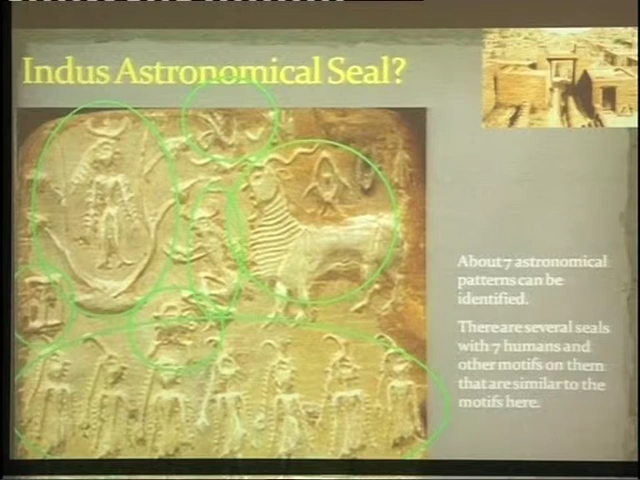 Indus Astronomical Seal?
About 7 astronomical
patterns can be
identified.
There are several seals
with 7 humans and
other motifs on them
that are similar to the
motifs here.